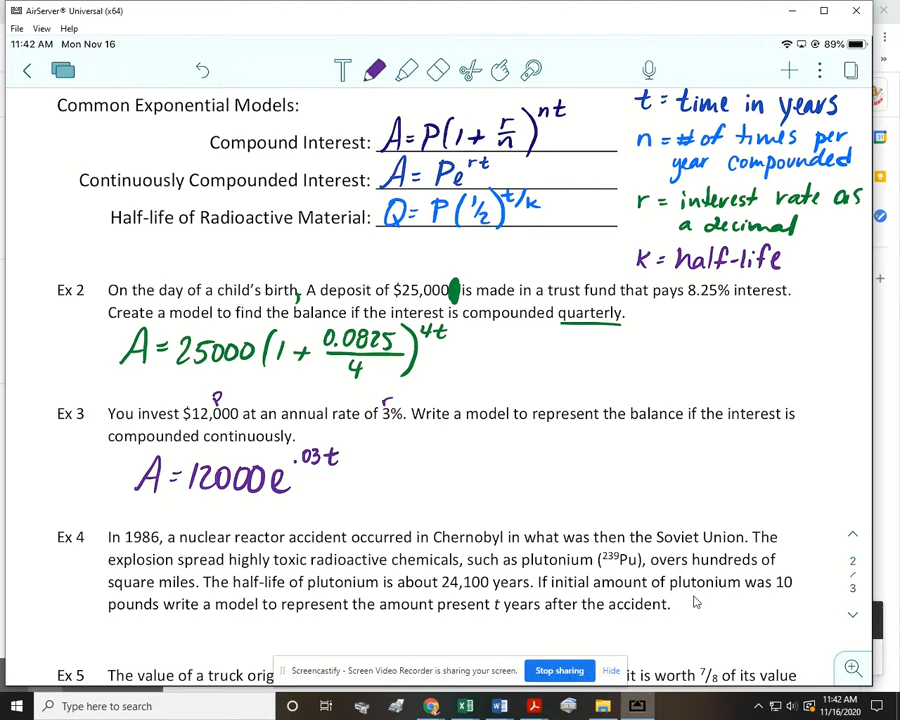 AirServer® Universal (x64)
File View Help
11:42 AM Mon Nov 16
89%
Common Exponential Models:
Compound Interest: A = P(1 + r/n)^nt
Continuously Compounded Interest: A = Pe^rt
Half-life of Radioactive Material: Q = P(1/2)^t/k
t = time in years
n = # of times per
year compounded
r = interest rate as
a decimal
k = half-life
Ex 2 On the day of a child's birth, A deposit of $25,000 is made in a trust fund that pays 8.25% interest.
Create a model to find the balance if the interest is compounded quarterly.
A = 25000(1 + 0.0825/4)^4t
P r
Ex 3 You invest $12,000 at an annual rate of 3%. Write a model to represent the balance if the interest is
compounded continuously.
A = 12000e^.03t
Ex 4 In 1986, a nuclear reactor accident occurred in Chernobyl in what was then the Soviet Union. The
explosion spread highly toxic radioactive chemicals, such as plutonium (²³⁹Pu), overs hundreds of
square miles. The half-life of plutonium is about 24,100 years. If initial amount of plutonium was 10
pounds write a model to represent the amount present t years after the accident.
2
/
3
Ex 5 The value of a truck orig it is worth 7/8 of its value
Screencastify - Screen Video Recorder is sharing your screen. Stop sharing Hide
Type here to search
11:42 AM
11/16/2020